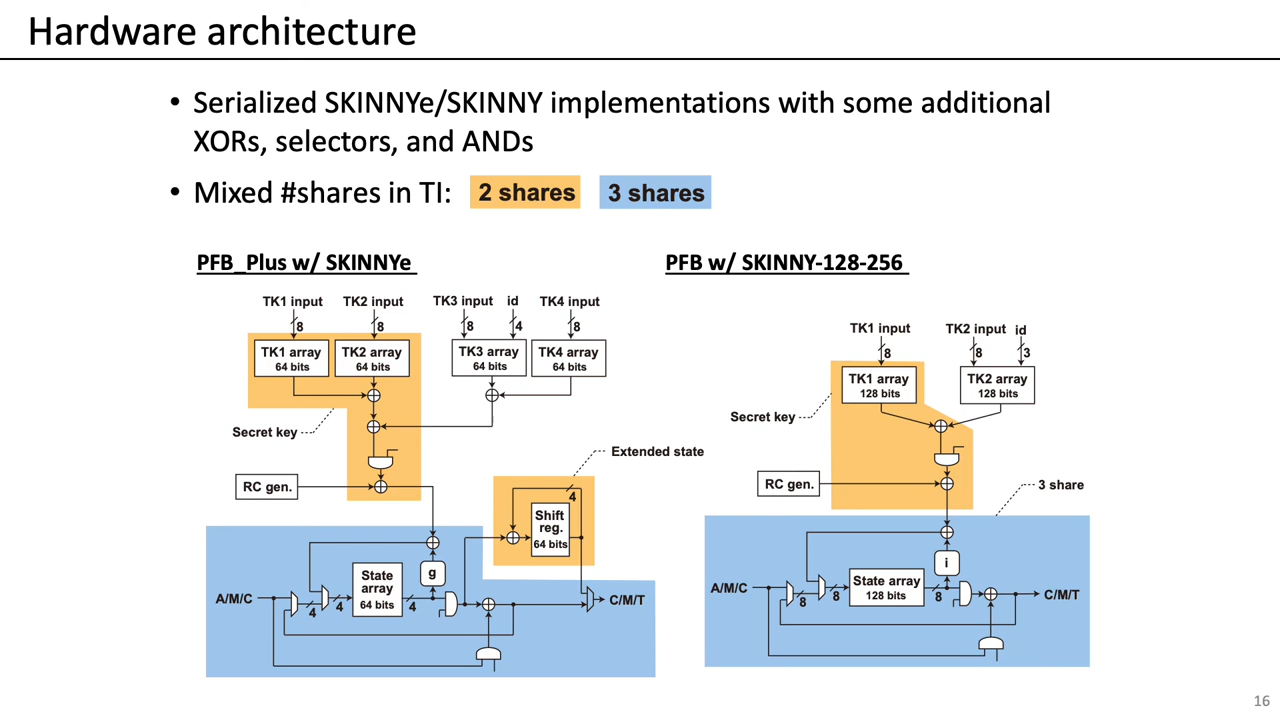 Hardware architecture
• Serialized SKINNYe/SKINNY implementations with some additional
XORs, selectors, and ANDs
• Mixed #shares in TI: 2 shares 3 shares
PFB_Plus w/ SKINNYe
TK1 input TK2 input TK3 input id TK4 input
8 8 8 4 8
TK1 array
64 bits
TK2 array
64 bits
TK3 array
64 bits
TK4 array
64 bits
Secret key
Extended state
RC gen.
4
Shift
reg.
64 bits
g
State
array
64 bits
A/M/C
4 4 4
C/M/T
PFB w/ SKINNY-128-256
TK1 input TK2 input id
8 8 3
TK1 array
128 bits
TK2 array
128 bits
Secret key
RC gen.
3 share
i
State array
128 bits
A/M/C
8 8 8
C/M/T
16